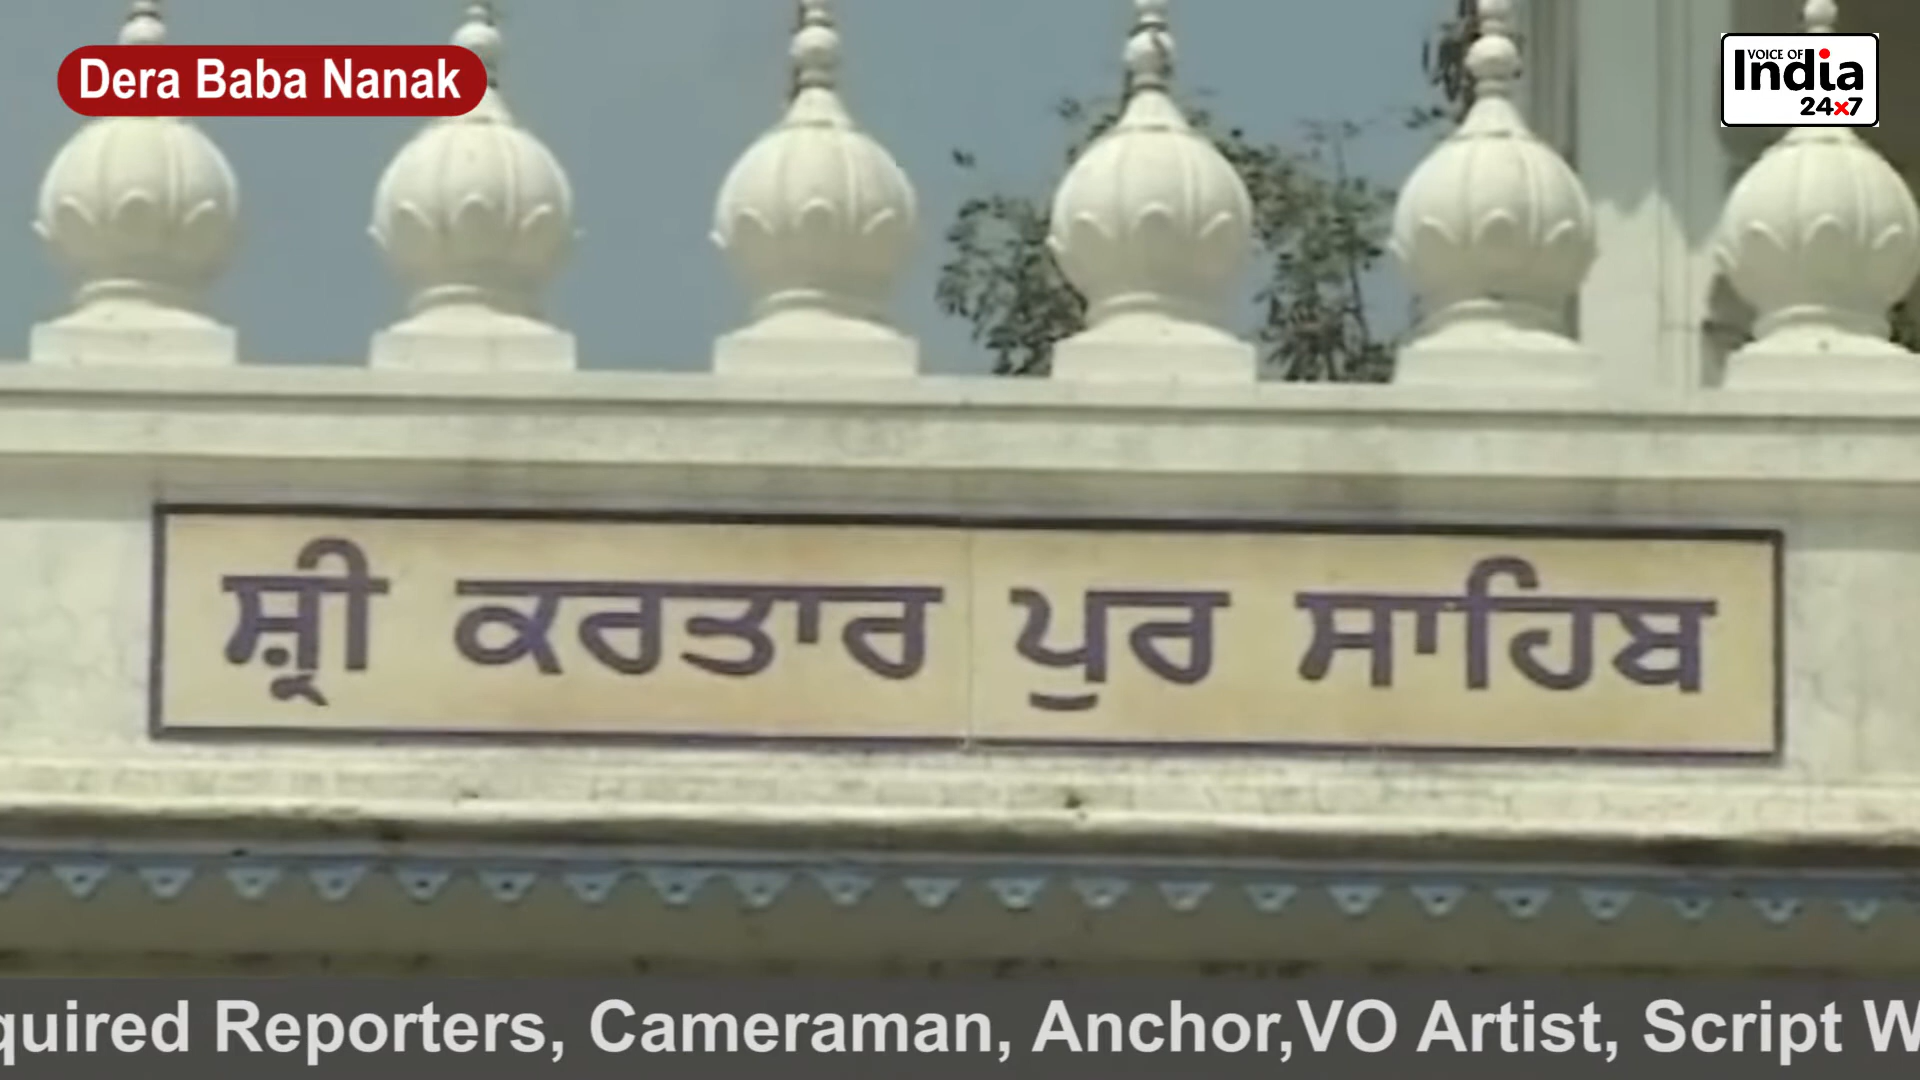 Dera Baba Nanak
VOICE OF
India
24x7
ਸ਼੍ਰੀ ਕਰਤਾਰ ਪੁਰ ਸਾਹਿਬ
quired Reporters, Cameraman, Anchor,VO Artist, Script W